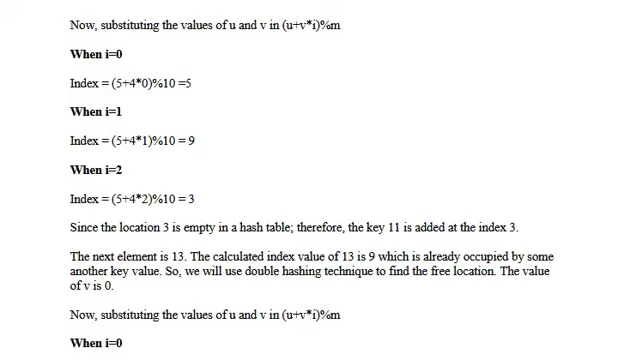 Now, substituting the values of u and v in (u+v*i)%m
When i=0
Index = (5+4*0)%10 =5
When i=1
Index = (5+4*1)%10 = 9
When i=2
Index = (5+4*2)%10 = 3
Since the location 3 is empty in a hash table; therefore, the key 11 is added at the index 3.
The next element is 13. The calculated index value of 13 is 9 which is already occupied by some
another key value. So, we will use double hashing technique to find the free location. The value
of v is 0.
Now, substituting the values of u and v in (u+v*i)%m
When i=0